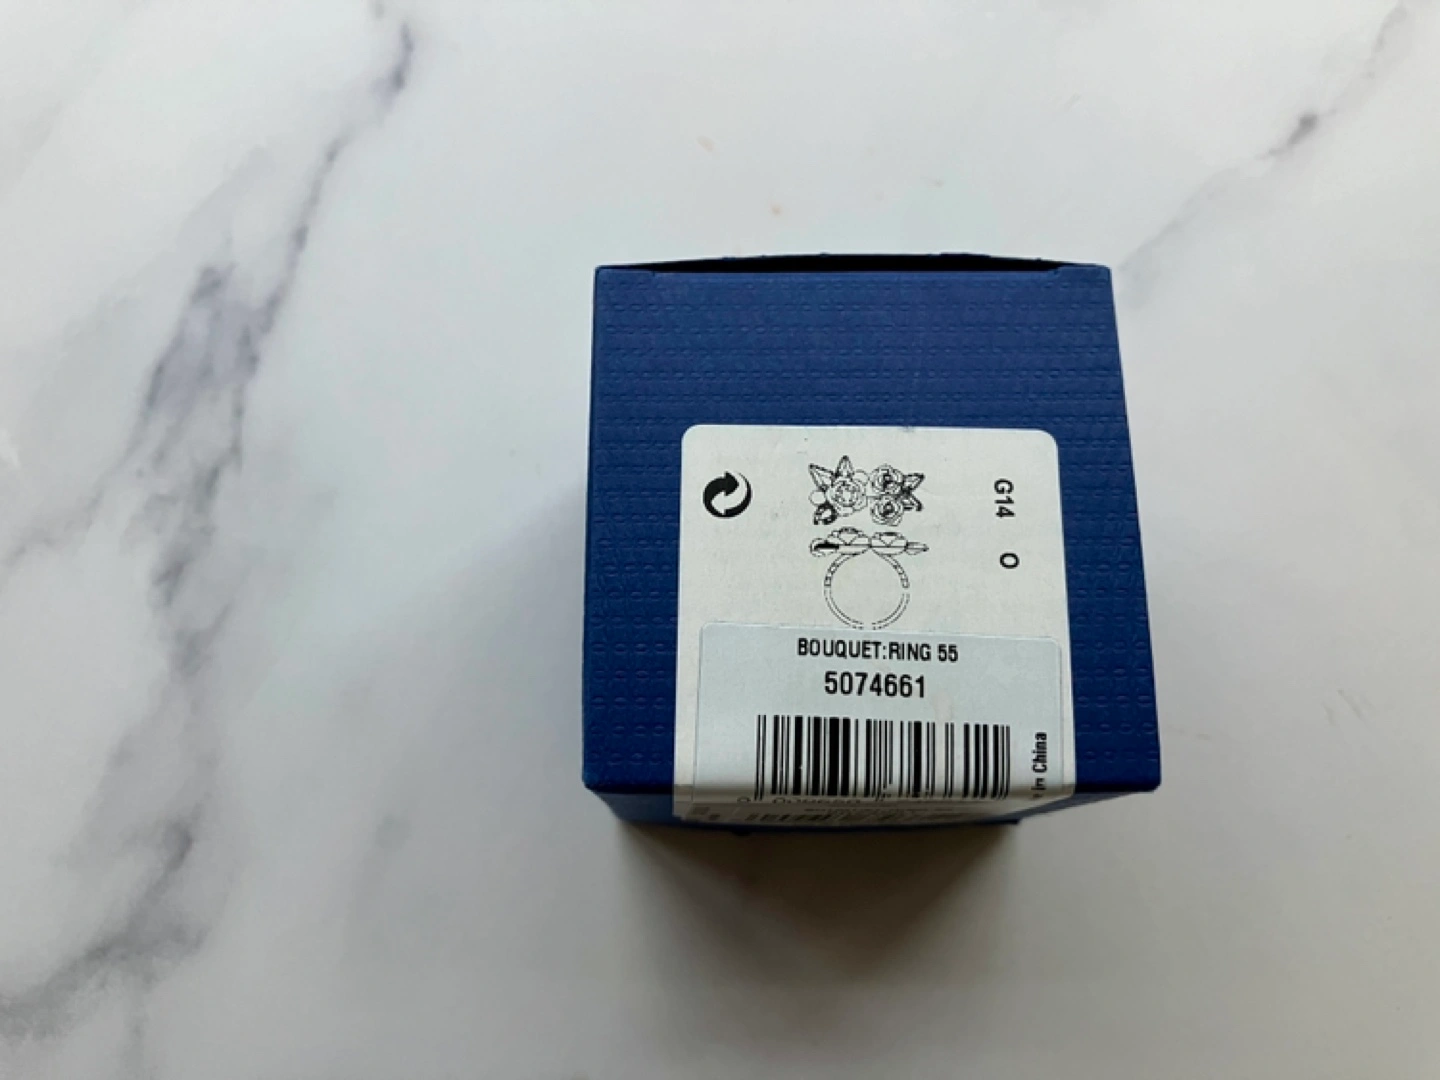 G14 O
BOUQUET:RING 55
5074661
in China